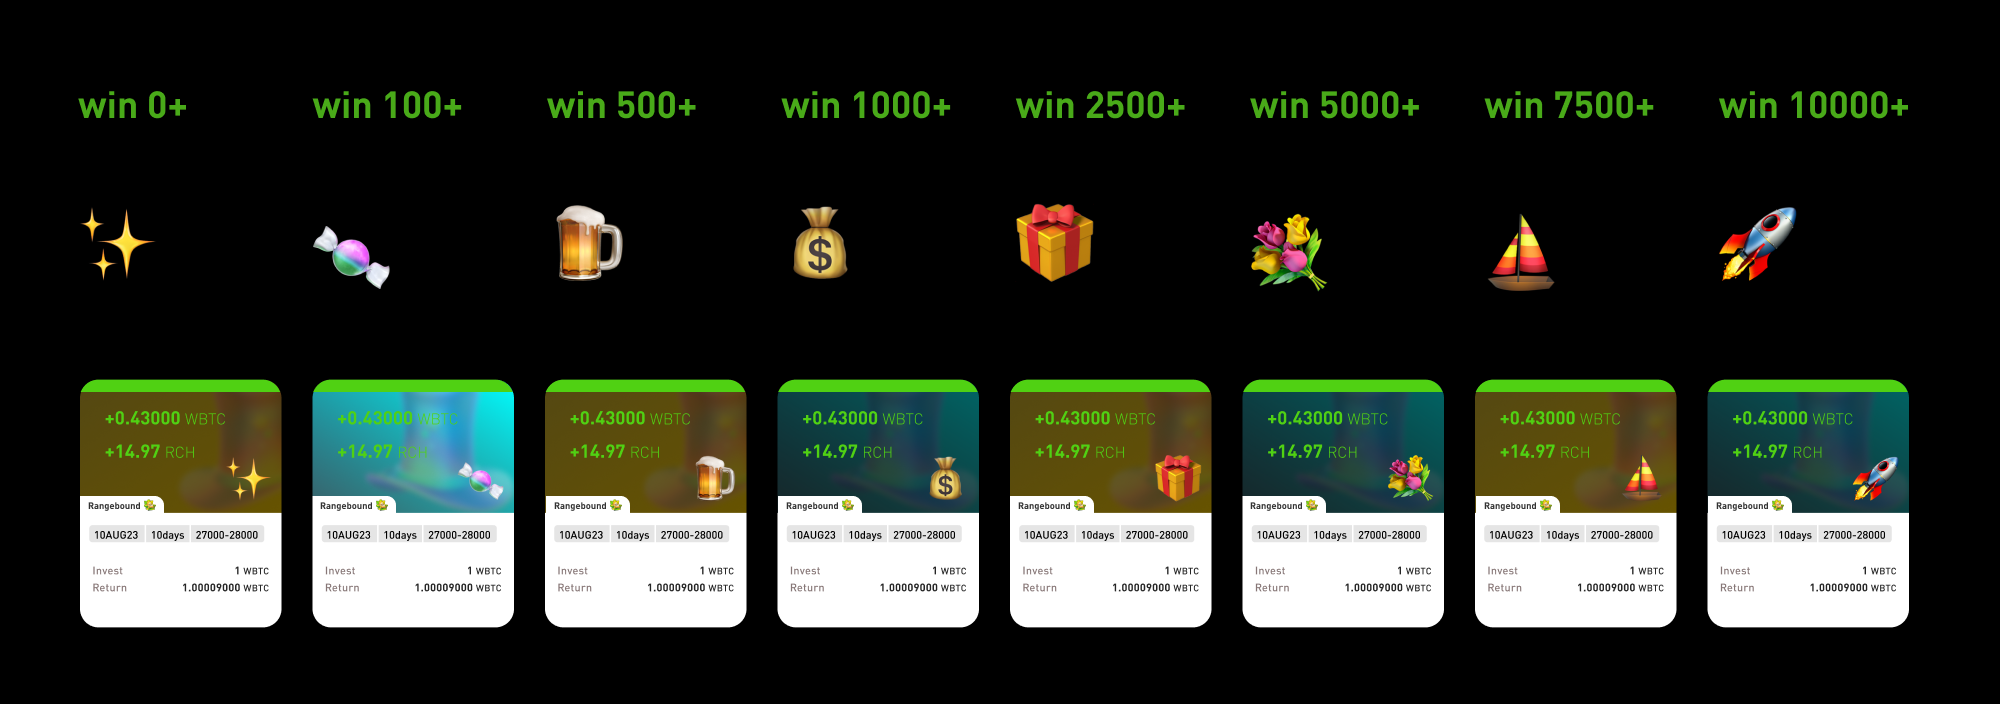 win 0+
win 100+
win 500+
win 1000+
win 2500+
win 5000+
win 7500+
win 10000+
$
+0.43000 WBTC
+14.97 RCH
Rangebound
10AUG23 10days 27000-28000
Invest 1 WBTC
Return 1.00009000 WBTC
+0.43000 WBTC
+14.97 RCH
Rangebound
10AUG23 10days 27000-28000
Invest 1 WBTC
Return 1.00009000 WBTC
+0.43000 WBTC
+14.97 RCH
Rangebound
10AUG23 10days 27000-28000
Invest 1 WBTC
Return 1.00009000 WBTC
+0.43000 WBTC
+14.97 RCH
$
Rangebound
10AUG23 10days 27000-28000
Invest 1 WBTC
Return 1.00009000 WBTC
+0.43000 WBTC
+14.97 RCH
Rangebound
10AUG23 10days 27000-28000
Invest 1 WBTC
Return 1.00009000 WBTC
+0.43000 WBTC
+14.97 RCH
Rangebound
10AUG23 10days 27000-28000
Invest 1 WBTC
Return 1.00009000 WBTC
+0.43000 WBTC
+14.97 RCH
Rangebound
10AUG23 10days 27000-28000
Invest 1 WBTC
Return 1.00009000 WBTC
+0.43000 WBTC
+14.97 RCH
Rangebound
10AUG23 10days 27000-28000
Invest 1 WBTC
Return 1.00009000 WBTC